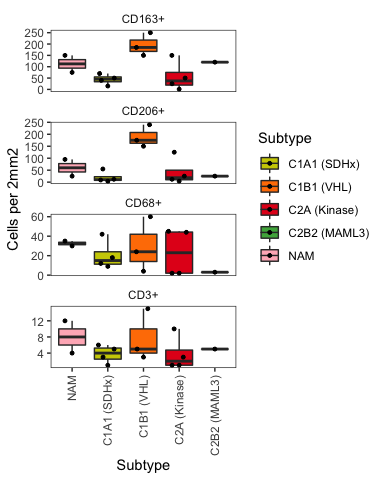 CD163+
250
200
150
100
50
0
CD206+
250
200
150
100
50
0
CD68+
60
40
20
0
CD3+
12
8
4
Cells per 2mm2
NAM
C1A1 (SDHx)
C1B1 (VHL)
C2A (Kinase)
C2B2 (MAML3)
Subtype
Subtype
C1A1 (SDHx)
C1B1 (VHL)
C2A (Kinase)
C2B2 (MAML3)
NAM